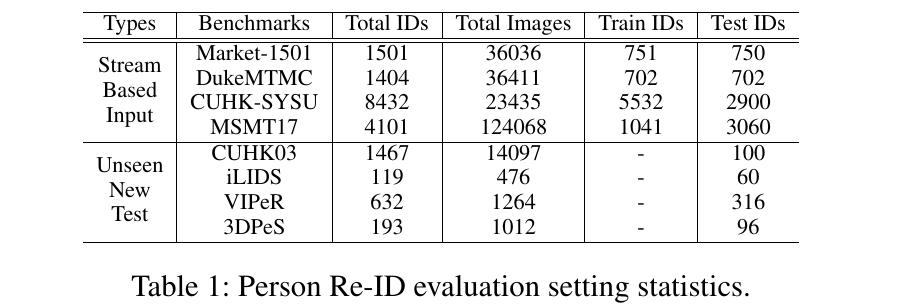 Types Benchmarks Total IDs Total Images Train IDs Test IDs
Stream Based Input
Market-1501 1501 36036 751 750
DukeMTMC 1404 36411 702 702
CUHK-SYSU 8432 23435 5532 2900
MSMT17 4101 124068 1041 3060
Unseen New Test
CUHK03 1467 14097 - 100
iLIDS 119 476 - 60
VIPeR 632 1264 - 316
3DPeS 193 1012 - 96
Table 1: Person Re-ID evaluation setting statistics.